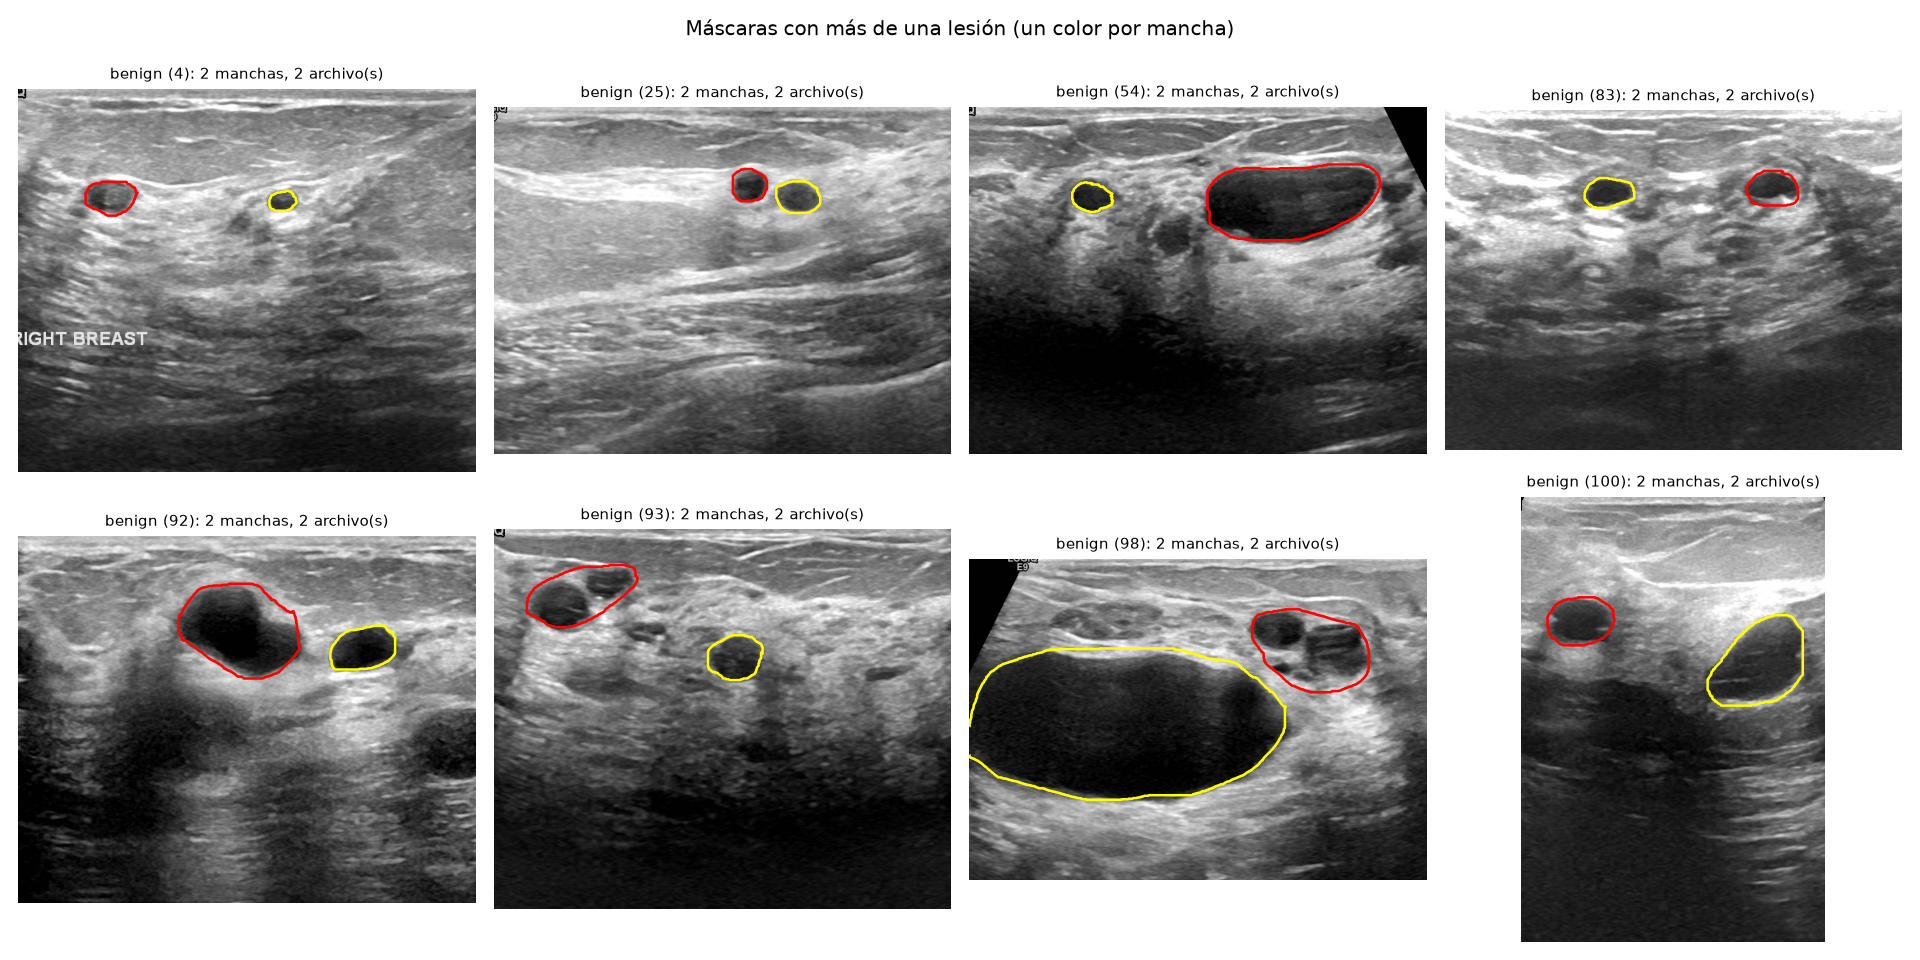 Máscaras con más de una lesión (un color por mancha)
benign (4): 2 manchas, 2 archivo(s)
benign (25): 2 manchas, 2 archivo(s)
benign (54): 2 manchas, 2 archivo(s)
benign (83): 2 manchas, 2 archivo(s)
RIGHT BREAST
benign (92): 2 manchas, 2 archivo(s)
benign (93): 2 manchas, 2 archivo(s)
benign (98): 2 manchas, 2 archivo(s)
E9
benign (100): 2 manchas, 2 archivo(s)